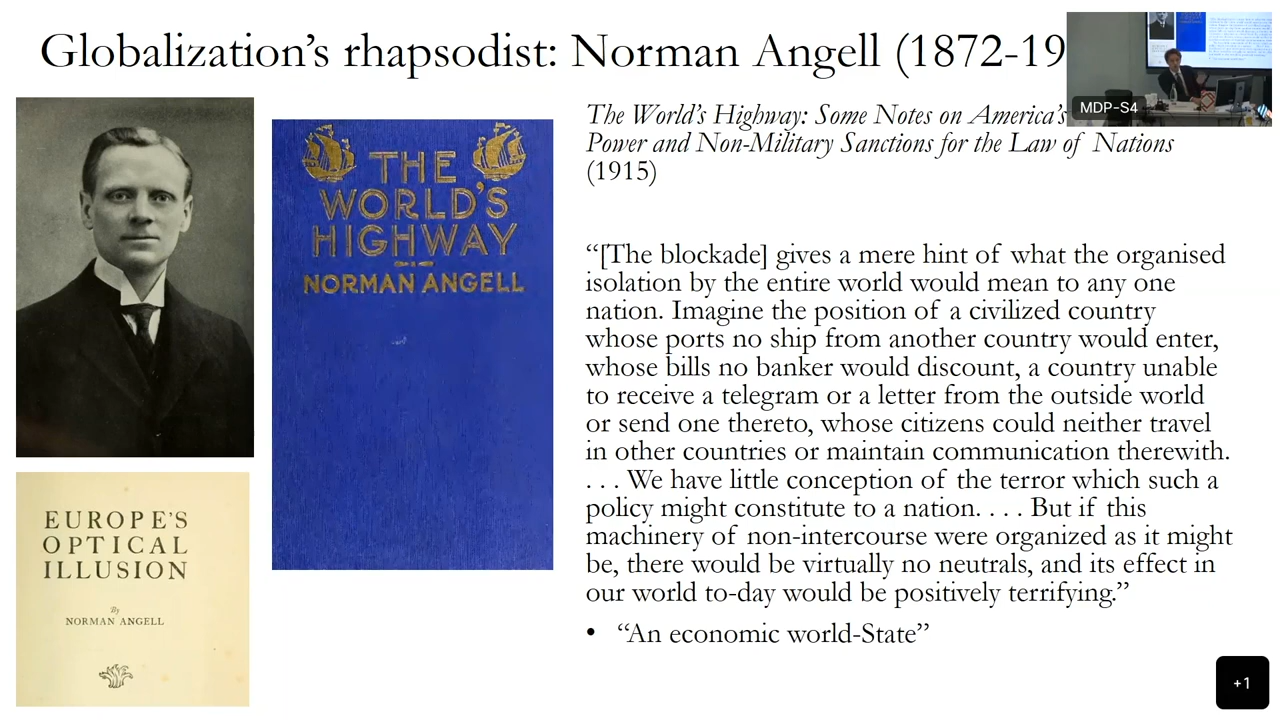 Globalization’s rhapsodist: Norman Angell (1872-19
MDP-S4
THE
WORLD'S
HIGHWAY
NORMAN ANGELL
EUROPE'S
OPTICAL
ILLUSION
By
NORMAN ANGELL
The World’s Highway: Some Notes on America’s
Power and Non-Military Sanctions for the Law of Nations
(1915)
“[The blockade] gives a mere hint of what the organised
isolation by the entire world would mean to any one
nation. Imagine the position of a civilized country
whose ports no ship from another country would enter,
whose bills no banker would discount, a country unable
to receive a telegram or a letter from the outside world
or send one thereto, whose citizens could neither travel
in other countries or maintain communication therewith.
. . . We have little conception of the terror which such a
policy might constitute to a nation. . . . But if this
machinery of non-intercourse were organized as it might
be, there would be virtually no neutrals, and its effect in
our world to-day would be positively terrifying.”
• “An economic world-State”
+1